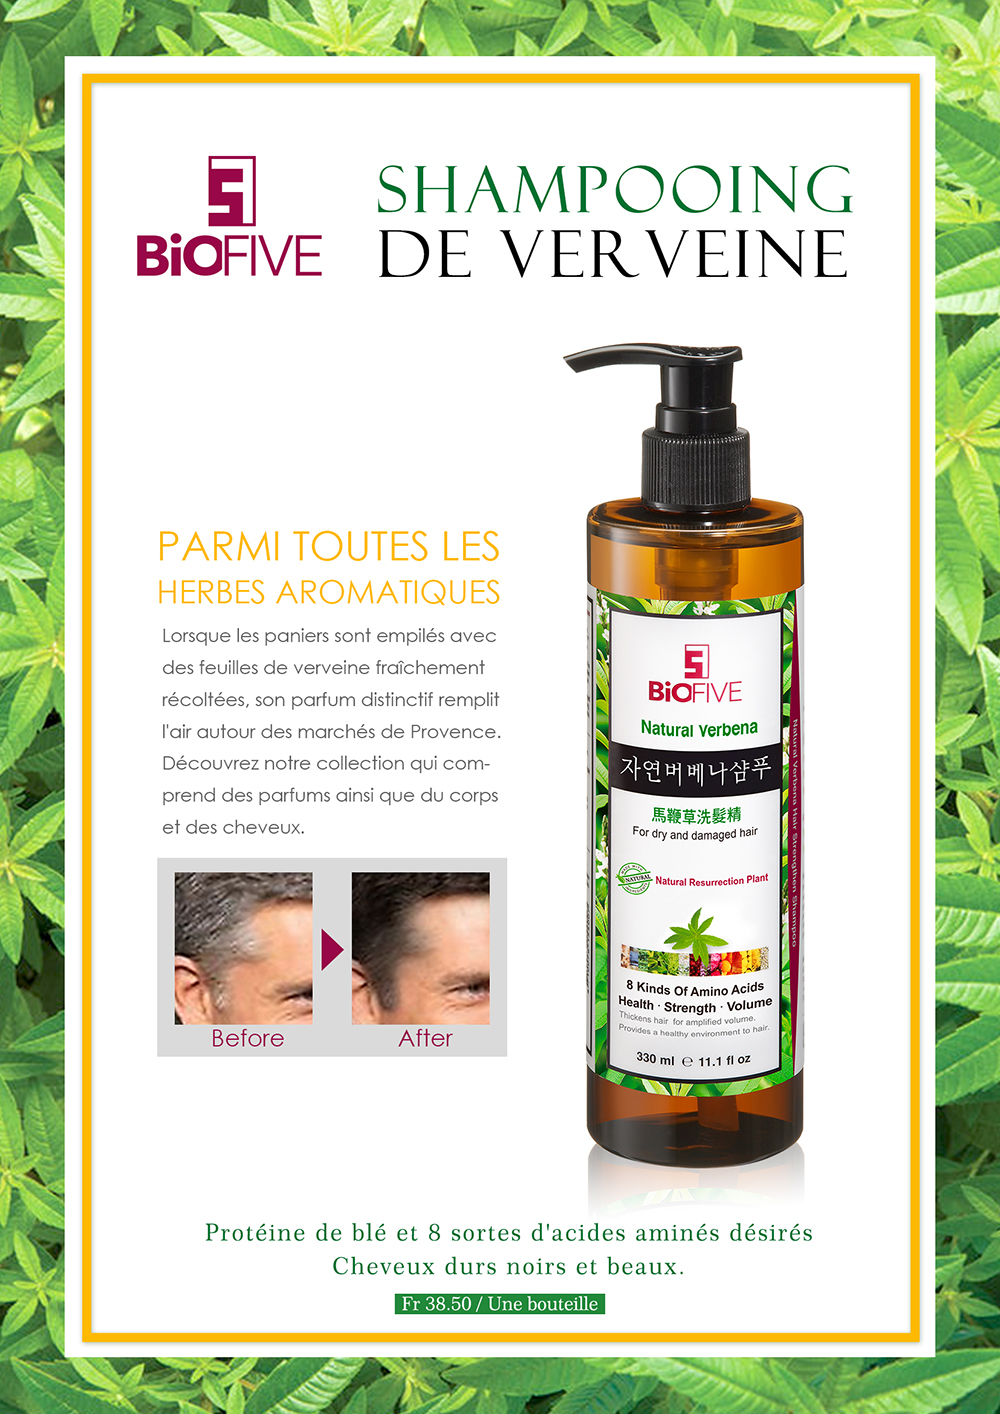 5
BiOFIVE
SHAMPOOING
DE VERVEINE
PARMI TOUTES LES
HERBES AROMATIQUES
Lorsque les paniers sont empilés avec
des feuilles de verveine fraîchement
récoltées, son parfum distinctif remplit
l'air autour des marchés de Provence.
Découvrez notre collection qui com-
prend des parfums ainsi que du corps
et des cheveux.
Before
After
5
BiOFIVE
Natural Verbena
자연버베나샴푸
馬鞭草洗髮精
For dry and damaged hair
NATURAL
Natural Resurrection Plant
8 Kinds Of Amino Acids
Health · Strength · Volume
Thickens hair for amplified volume.
Provides a healthy environment to hair.
330 ml ℮ 11.1 fl oz
Natural Verbena Hair Strengthen Shampoo
Protéine de blé et 8 sortes d'acides aminés désirés
Cheveux durs noirs et beaux.
Fr 38.50 / Une bouteille